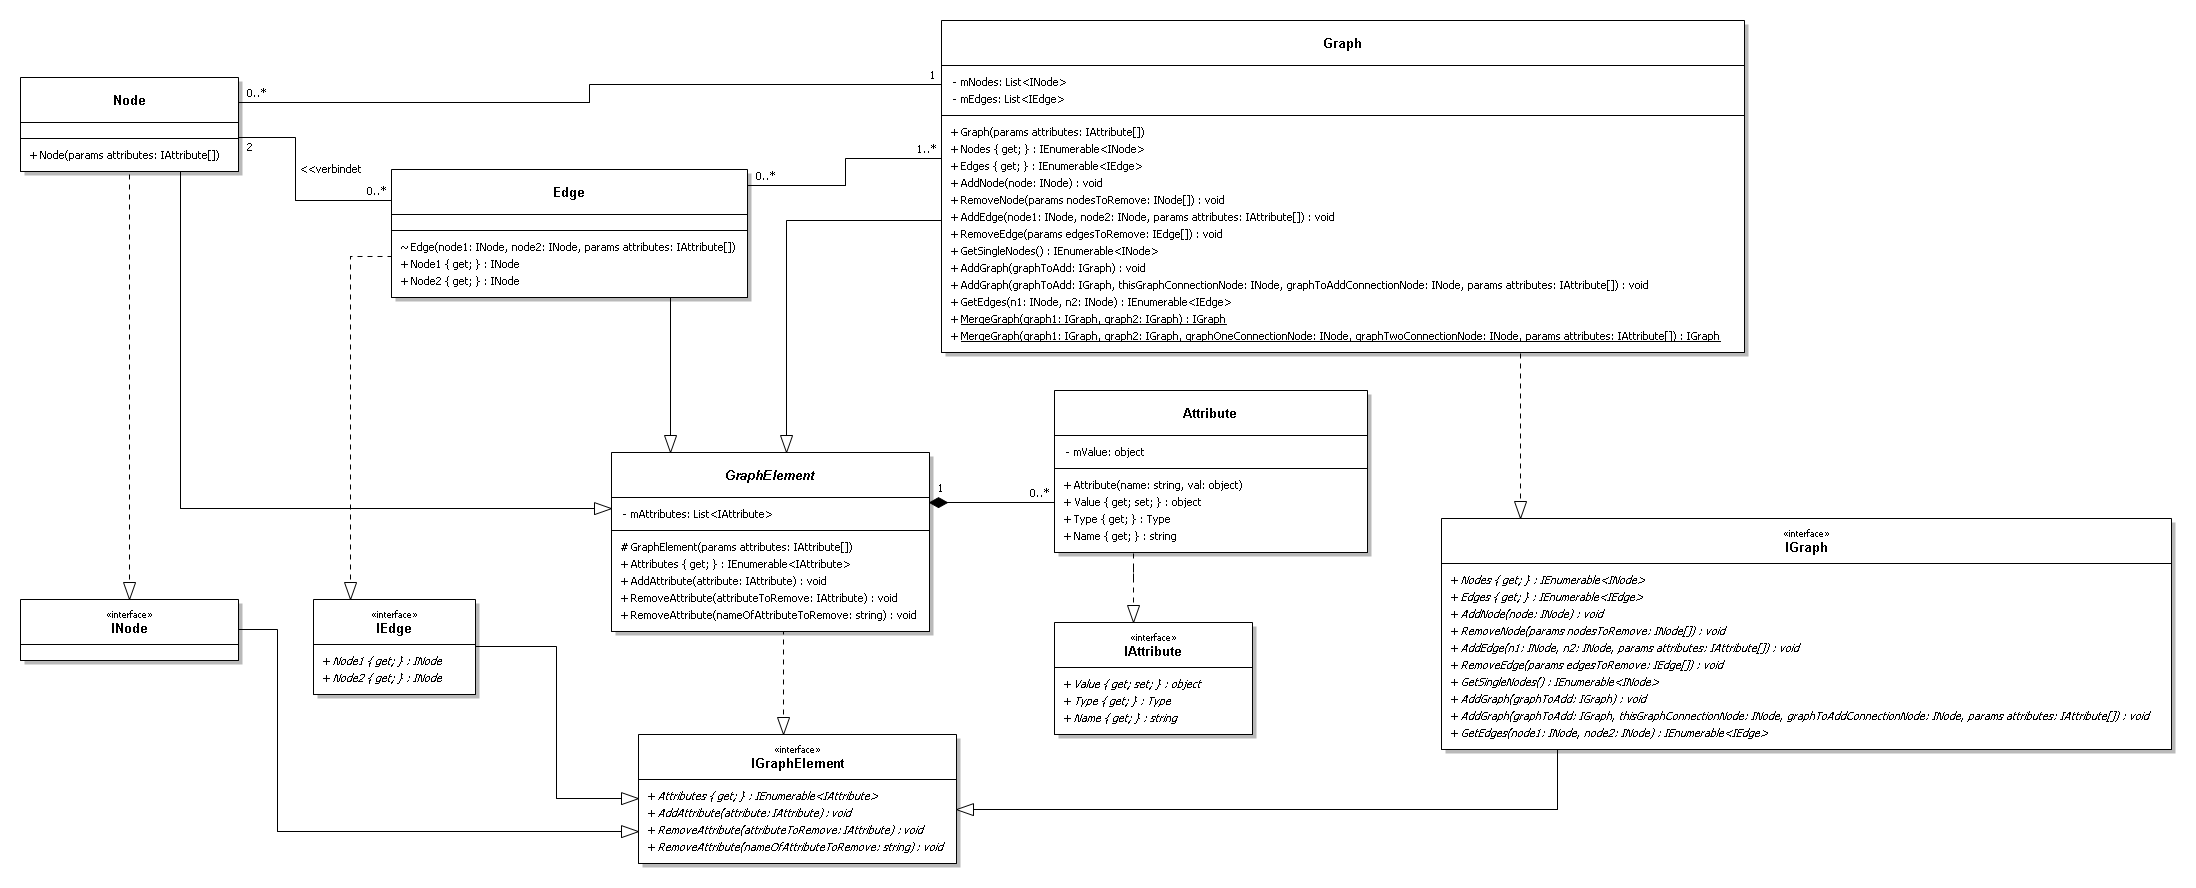 Graph
- mNodes: List<INode>
- mEdges: List<IEdge>
+ Graph(params attributes: IAttribute[])
+ Nodes { get; } : IEnumerable<INode>
+ Edges { get; } : IEnumerable<IEdge>
+ AddNode(node: INode) : void
+ RemoveNode(params nodesToRemove: INode[]) : void
+ AddEdge(node1: INode, node2: INode, params attributes: IAttribute[]) : void
+ RemoveEdge(params edgesToRemove: IEdge[]) : void
+ GetSingleNodes() : IEnumerable<INode>
+ AddGraph(graphToAdd: IGraph) : void
+ AddGraph(graphToAdd: IGraph, thisGraphConnectionNode: INode, graphToAddConnectionNode: INode, params attributes: IAttribute[]) : void
+ GetEdges(n1: INode, n2: INode) : IEnumerable<IEdge>
+ MergeGraph(graph1: IGraph, graph2: IGraph) : IGraph
+ MergeGraph(graph1: IGraph, graph2: IGraph, graphOneConnectionNode: INode, graphTwoConnectionNode: INode, params attributes: IAttribute[]) : IGraph
Node
+ Node(params attributes: IAttribute[])
0..*
1
2
<<verbindet
0..*
0..*
1..*
Edge
~ Edge(node1: INode, node2: INode, params attributes: IAttribute[])
+ Node1 { get; } : INode
+ Node2 { get; } : INode
GraphElement
- mAttributes: List<IAttribute>
# GraphElement(params attributes: IAttribute[])
+ Attributes { get; } : IEnumerable<IAttribute>
+ AddAttribute(attribute: IAttribute) : void
+ RemoveAttribute(attributeToRemove: IAttribute) : void
+ RemoveAttribute(nameOfAttributeToRemove: string) : void
1
0..*
Attribute
- mValue: object
+ Attribute(name: string, val: object)
+ Value { get; set; } : object
+ Type { get; } : Type
+ Name { get; } : string
«interface»
IGraph
+ Nodes { get; } : IEnumerable<INode>
+ Edges { get; } : IEnumerable<IEdge>
+ AddNode(node: INode) : void
+ RemoveNode(params nodesToRemove: INode[]) : void
+ AddEdge(n1: INode, n2: INode, params attributes: IAttribute[]) : void
+ RemoveEdge(params edgesToRemove: IEdge[]) : void
+ GetSingleNodes() : IEnumerable<INode>
+ AddGraph(graphToAdd: IGraph) : void
+ AddGraph(graphToAdd: IGraph, thisGraphConnectionNode: INode, graphToAddConnectionNode: INode, params attributes: IAttribute[]) : void
+ GetEdges(node1: INode, node2: INode) : IEnumerable<IEdge>
«interface»
INode
«interface»
IEdge
+ Node1 { get; } : INode
+ Node2 { get; } : INode
«interface»
IAttribute
+ Value { get; set; } : object
+ Type { get; } : Type
+ Name { get; } : string
«interface»
IGraphElement
+ Attributes { get; } : IEnumerable<IAttribute>
+ AddAttribute(attribute: IAttribute) : void
+ RemoveAttribute(attributeToRemove: IAttribute) : void
+ RemoveAttribute(nameOfAttributeToRemove: string) : void